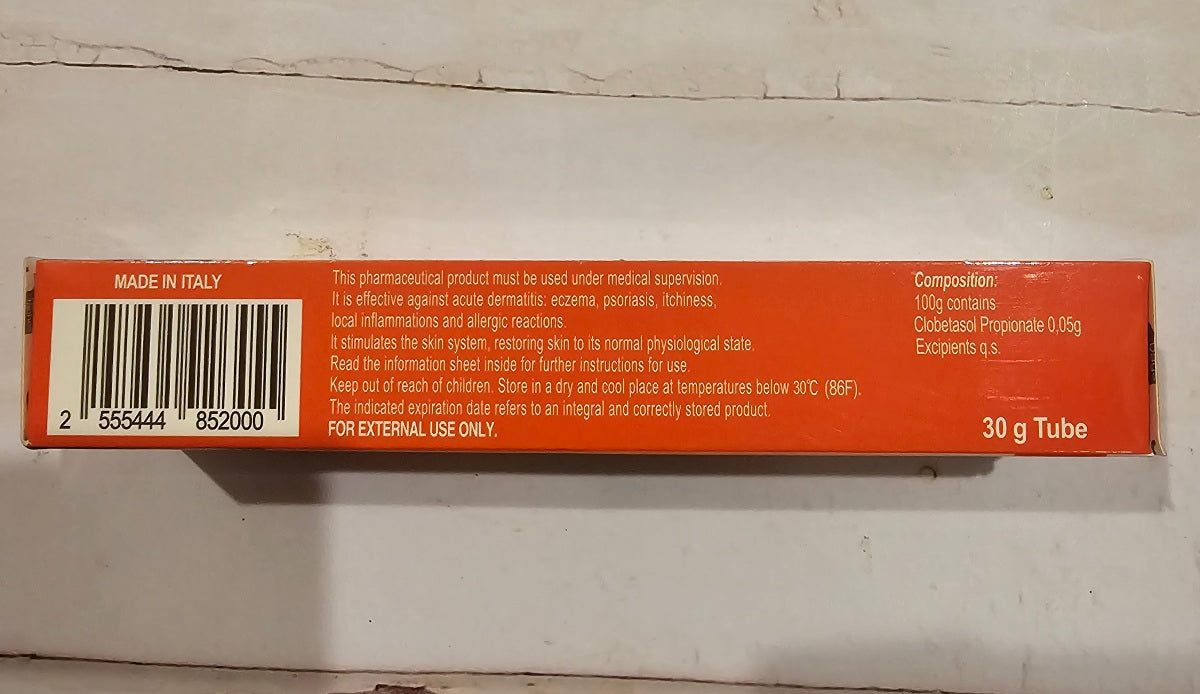 MADE IN ITALY
2 555444 852000
This pharmaceutical product must be used under medical supervision.
It is effective against acute dermatitis: eczema, psoriasis, itchiness,
local inflammations and allergic reactions.
It stimulates the skin system, restoring skin to its normal physiological state.
Read the information sheet inside for further instructions for use.
Keep out of reach of children. Store in a dry and cool place at temperatures below 30°C (86F).
The indicated expiration date refers to an integral and correctly stored product.
FOR EXTERNAL USE ONLY.
Composition:
100g contains
Clobetasol Propionate 0,05g
Excipients q.s.
30 g Tube